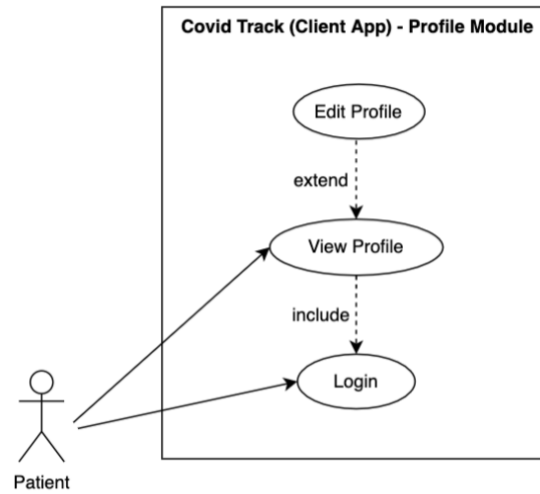 Covid Track (Client App) - Profile Module
Edit Profile
extend
View Profile
include
Login
Patient